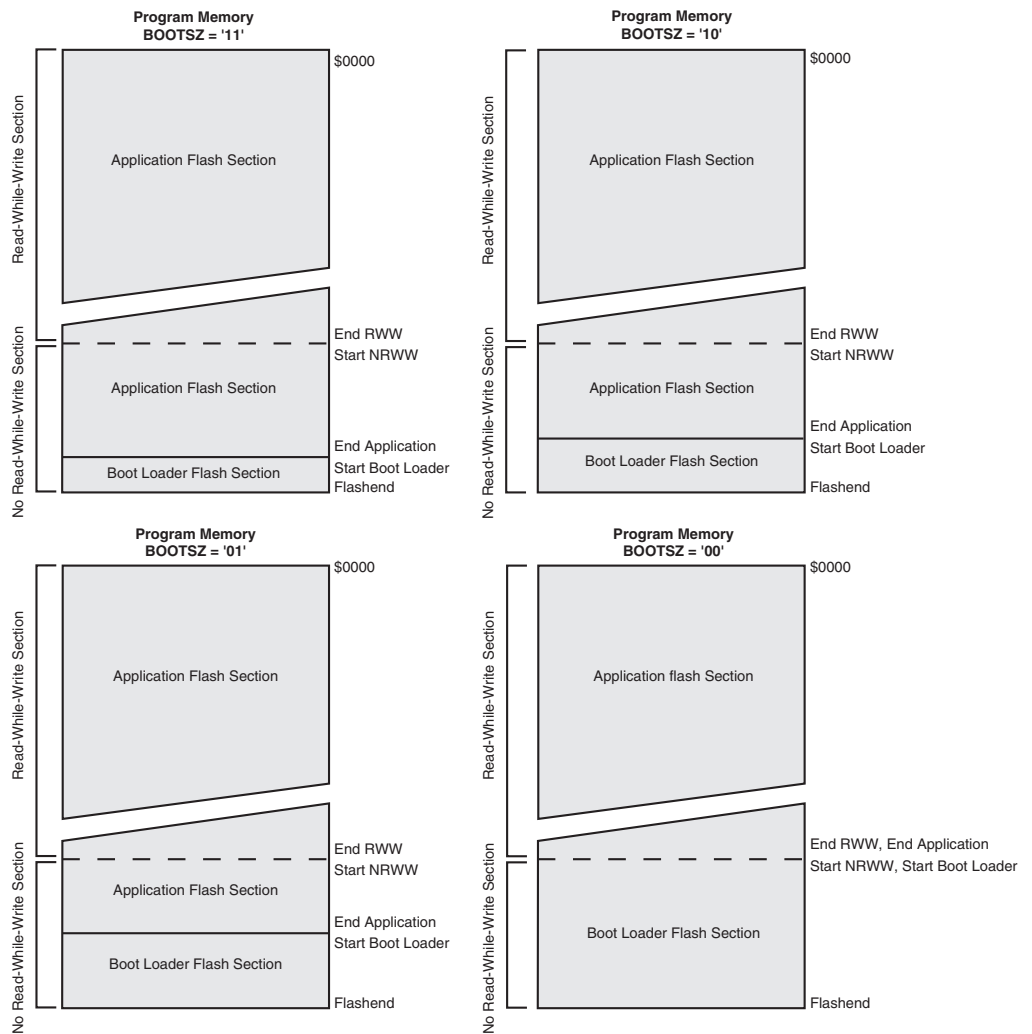 Program Memory
BOOTSZ = '11'
$0000
Read-While-Write Section
Application Flash Section
End RWW
Start NRWW
No Read-While-Write Section
Application Flash Section
End Application
Start Boot Loader
Boot Loader Flash Section
Flashend
Program Memory
BOOTSZ = '10'
$0000
Read-While-Write Section
Application Flash Section
End RWW
Start NRWW
No Read-While-Write Section
Application Flash Section
End Application
Start Boot Loader
Boot Loader Flash Section
Flashend
Program Memory
BOOTSZ = '01'
$0000
Read-While-Write Section
Application Flash Section
End RWW
Start NRWW
No Read-While-Write Section
Application Flash Section
End Application
Start Boot Loader
Boot Loader Flash Section
Flashend
Program Memory
BOOTSZ = '00'
$0000
Read-While-Write Section
Application flash Section
End RWW, End Application
Start NRWW, Start Boot Loader
No Read-While-Write Section
Boot Loader Flash Section
Flashend